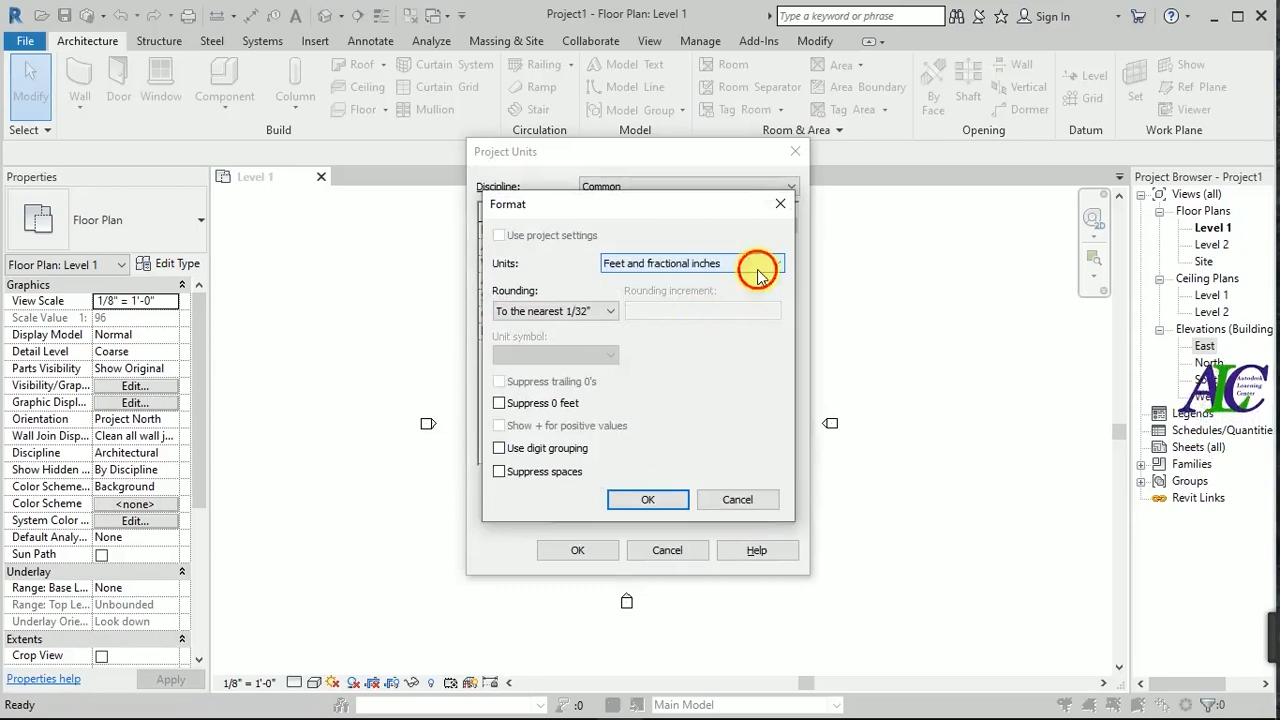 Project1 - Floor Plan: Level 1
Type a keyword or phrase
Sign In
File
Architecture
Structure
Steel
Systems
Insert
Annotate
Analyze
Massing & Site
Collaborate
View
Manage
Add-Ins
Modify
Modify
Wall
Door
Window
Component
Column
Roof
Ceiling
Floor
Curtain System
Curtain Grid
Mullion
Railing
Ramp
Stair
Model Text
Model Line
Model Group
Room
Room Separator
Tag Room
Area
Area Boundary
Tag Area
By Face
Shaft
Wall
Vertical
Dormer
Level
Grid
Set
Show
Ref Plane
Viewer
Select
Build
Circulation
Model
Room & Area
Opening
Datum
Work Plane
Properties
Floor Plan
Floor Plan: Level 1
Edit Type
Graphics
View Scale 1/8" = 1'-0"
Scale Value 1: 96
Display Model Normal
Detail Level Coarse
Parts Visibility Show Original
Visibility/Grap... Edit...
Graphic Displ... Edit...
Orientation Project North
Wall Join Disp... Clean all wall j...
Discipline Architectural
Show Hidden ... By Discipline
Color Scheme ... Background
Color Scheme <none>
System Color ... Edit...
Default Analy... None
Sun Path
Underlay
Range: Base L... None
Range: Top Le... Unbounded
Underlay Orie... Look down
Extents
Crop View
Properties help
Apply
Level 1
Project Units
Discipline: Common
Format
Use project settings
Units: Feet and fractional inches
Rounding: Rounding increment:
To the nearest 1/32"
Unit symbol:
Suppress trailing 0's
Suppress 0 feet
Show + for positive values
Use digit grouping
Suppress spaces
OK Cancel
OK Cancel Help
Project Browser - Project1
Views (all)
Floor Plans
Level 1
Level 2
Site
Ceiling Plans
Level 1
Level 2
Elevations (Building
East
North
ALC
Autodesk
Learning
Center
Legends
Schedules/Quantitie
Sheets (all)
Families
Groups
Revit Links
1/8" = 1'-0"
Ready
:0
Main Model
:0